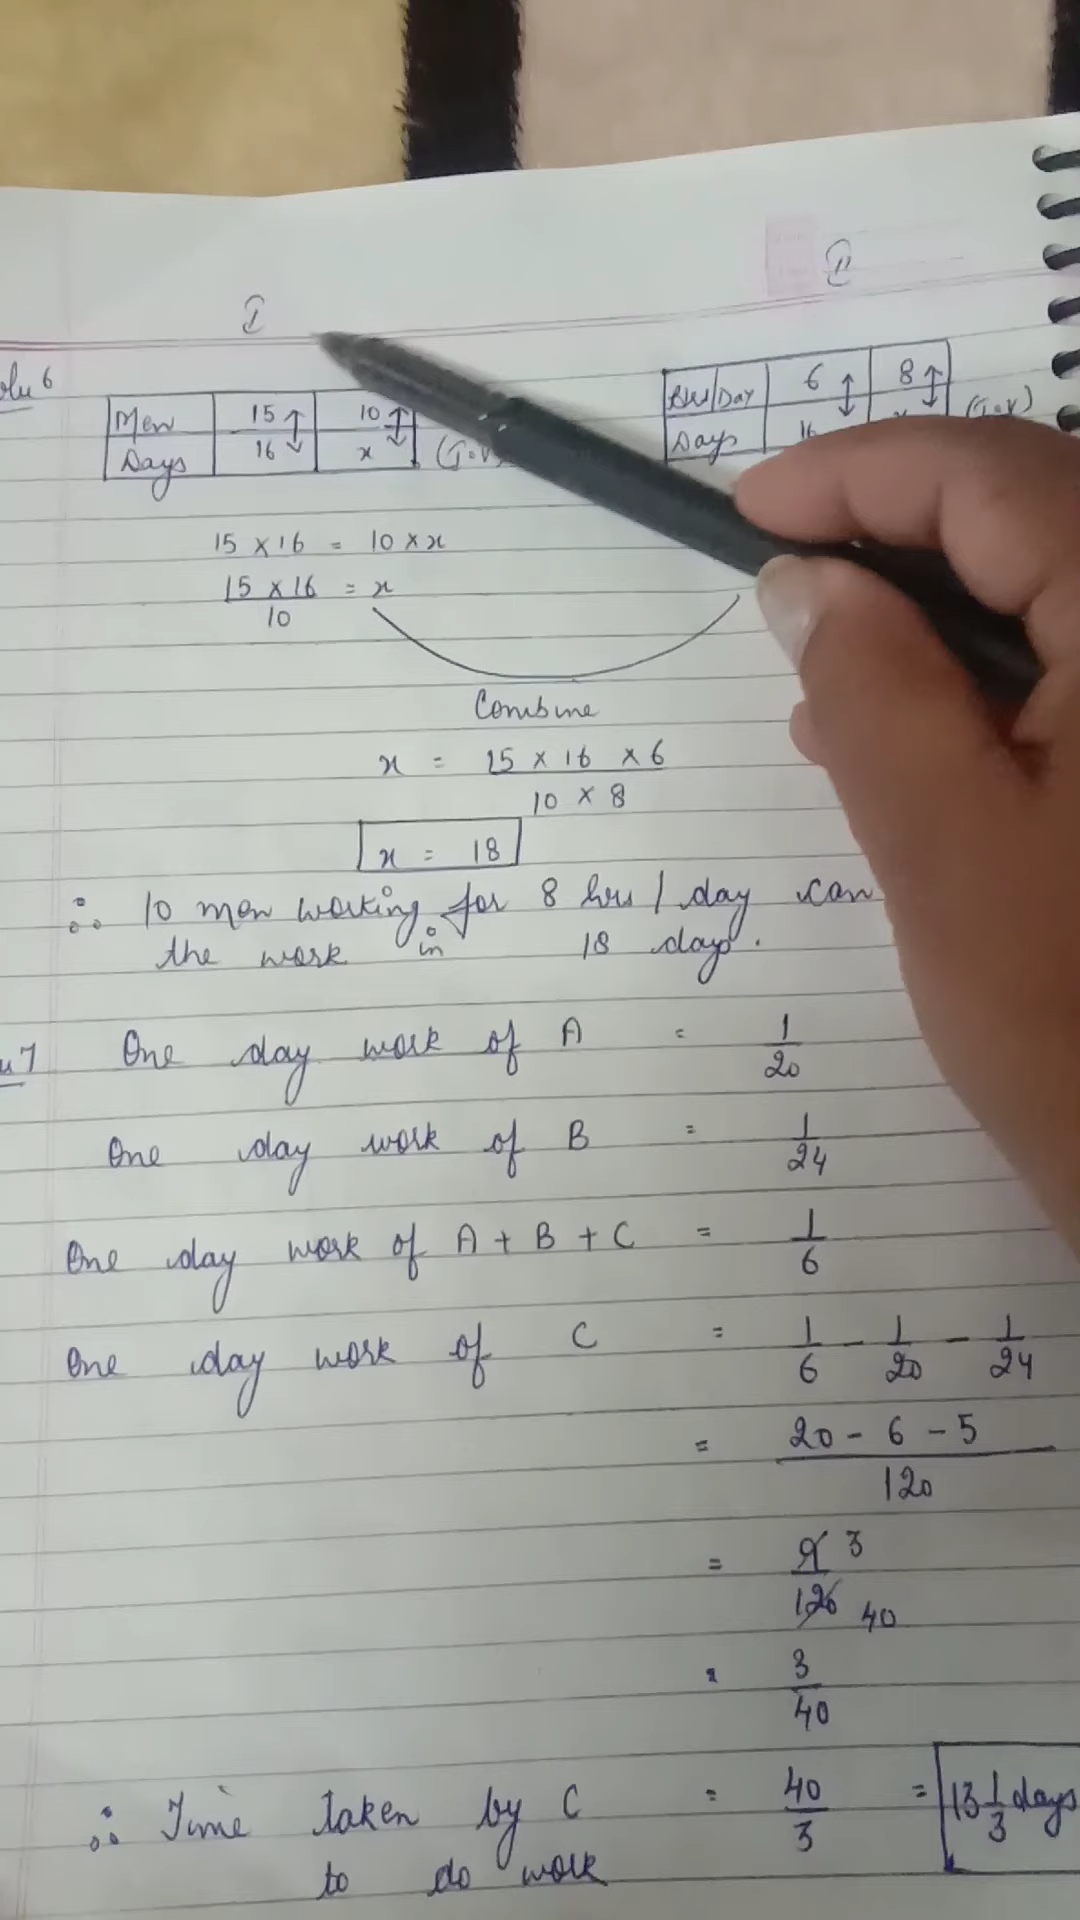 I
II
Solu 6
Men 15 10
Days 16 x (I.V)
Hrs/Day 6 8
Days 16 x (I.V)
15 × 16 = 10 × x
15 × 16 = x
10
Combine
x = 15 × 16 × 6
10 × 8
x = 18
∴ 10 men working for 8 hrs / day can
the work in 18 days.
7 One day work of A = 1/20
One day work of B = 1/24
One day work of A + B + C = 1/6
One day work of C = 1/6 - 1/20 - 1/24
= 20 - 6 - 5
120
= 9 3
120 40
= 3
40
∴ Time taken by C = 40/3 = 13 1/3 days
to do work